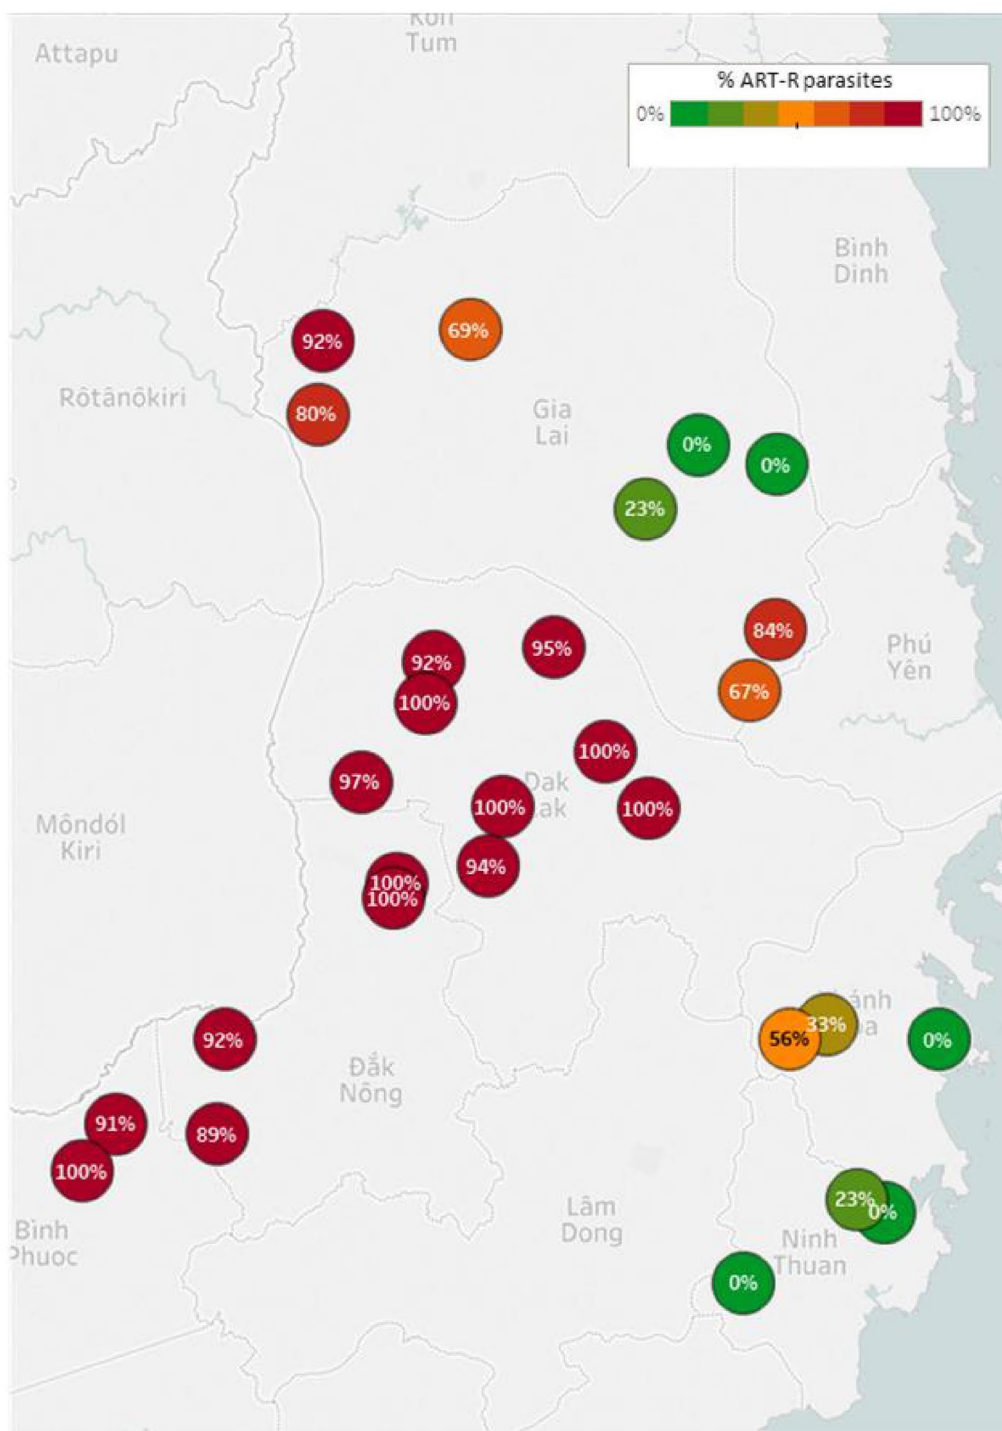 Kon
Tum
Attapu
% ART-R parasites
0%
100%
Bình
Dinh
92%
69%
Rôtânôkiri
80%
Gia
Lai
0%
0%
23%
84%
Phú
Yên
92%
95%
67%
100%
100%
97%
Dak
Lak
100%
100%
Môndól
Kiri
94%
100%
100%
33%
56%
0%
92%
Đắk
Nông
91%
89%
100%
23%
0%
Lâm
Dong
Bình
Phuoc
Ninh
Thuan
0%